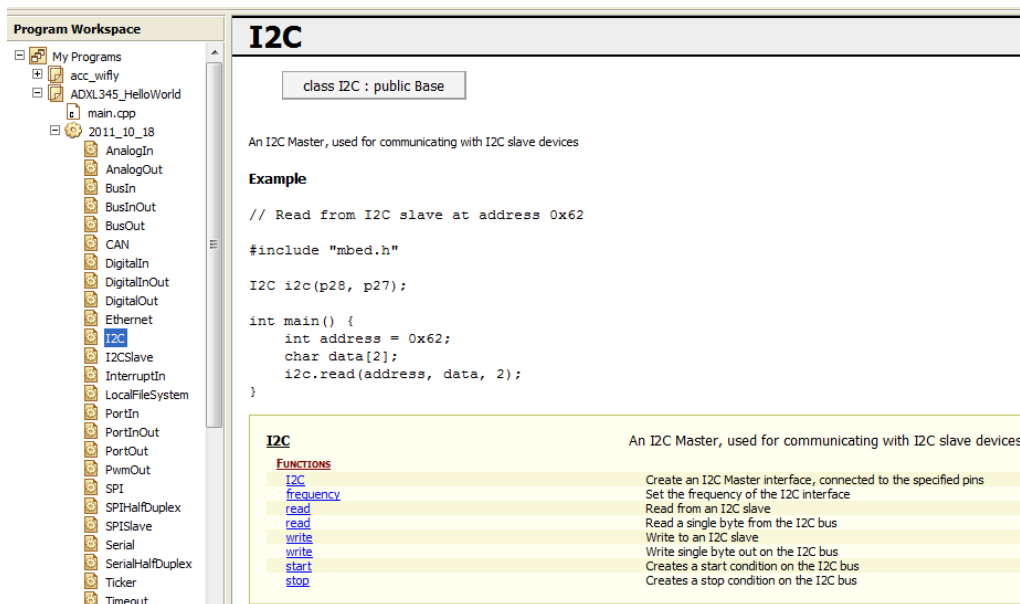 Program Workspace
My Programs
acc_wifly
ADXL345_HelloWorld
main.cpp
2011_10_18
AnalogIn
AnalogOut
BusIn
BusInOut
BusOut
CAN
DigitalIn
DigitalInOut
DigitalOut
Ethernet
I2C
I2CSlave
InterruptIn
LocalFileSystem
PortIn
PortInOut
PortOut
PwmOut
SPI
SPIHalfDuplex
SPISlave
Serial
SerialHalfDuplex
Ticker
Timeout
I2C
class I2C : public Base
An I2C Master, used for communicating with I2C slave devices
Example
// Read from I2C slave at address 0x62
#include "mbed.h"
I2C i2c(p28, p27);
int main() {
    int address = 0x62;
    char data[2];
    i2c.read(address, data, 2);
}
I2C An I2C Master, used for communicating with I2C slave devices
FUNCTIONS
I2C Create an I2C Master interface, connected to the specified pins
frequency Set the frequency of the I2C interface
read Read from an I2C slave
read Read a single byte from the I2C bus
write Write to an I2C slave
write Write single byte out on the I2C bus
start Creates a start condition on the I2C bus
stop Creates a stop condition on the I2C bus